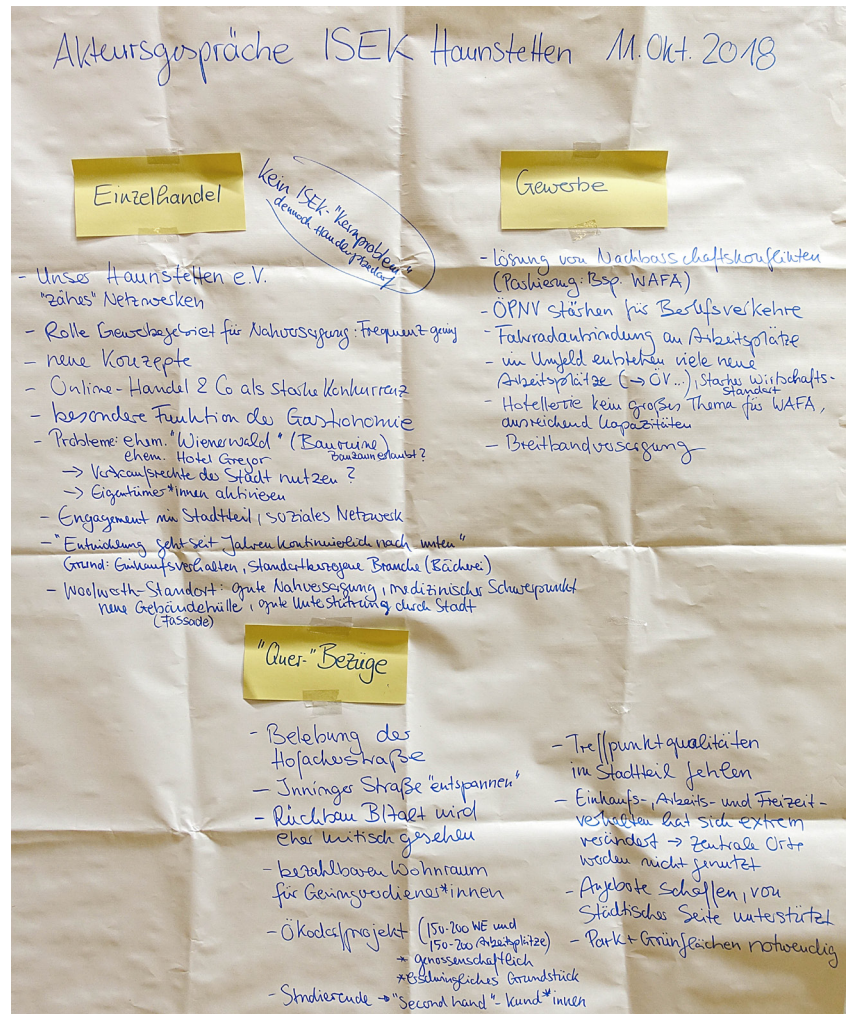 Akteursgespräche ISEK Haunstetten 11. Okt. 2018
Einzelhandel
kein ISEK-"Kernproblem"
dennoch Handlungsbedarf
- Unser Haunstetten e.V.
"zähes" Netzwerken
- Rolle Gewerbegebiet für Nahversorgung: Frequenz gering
- neue Konzepte
- Online-Handel & Co als starke Konkurrenz
- besondere Funktion der Gastronomie
- Probleme: ehem. "Wienerwald" (Bauruine)
ehem. Hotel Gregor Bauzaun erlaubt?
→ Vorkaufsrechte der Stadt nutzen?
→ Eigentümer*innen aktivieren
- Engagement im Stadtteil, soziales Netzwerk
- "Entwicklung geht seit Jahren kontinuierlich nach unten"
Grund: Einkaufsverhalten, standortbezogene Branche (Bäckerei)
- Woolworth-Standort: gute Nahversorgung, medizinischer Schwerpunkt
neue Gebäudehülle, gute Unterstützung durch Stadt
(Fassade)
Gewerbe
- Lösung von Nachbarschaftskonflikten
(Parkierung: Bsp. WAFA)
- ÖPNV stärken für Berufsverkehre
- Fahrradanbindung an Arbeitsplätze
- im Umfeld entstehen viele neue
Arbeitsplätze (→ ÖV...), starker Wirtschafts-
standort
- Hotellerie kein großes Thema für WAFA,
ausreichend Kapazitäten
- Breitbandversorgung
"Quer-"Bezüge
- Belebung der
Hofackerstraße
- Inninger Straße "entspannen"
- Rückbau B17alt wird
eher kritisch gesehen
- bezahlbaren Wohnraum
für Geringverdiener*innen
- Ökodorfprojekt (150-200 WE und
150-200 Arbeitsplätze)
* genossenschaftlich
* erschwingliches Grundstück
- Studierende → "Second hand"-Kund*innen
- Treffpunktqualitäten
im Stadtteil fehlen
- Einkaufs-, Arbeits- und Freizeit-
verhalten hat sich extrem
verändert → zentrale Orte
werden nicht genutzt
- Angebote schaffen, von
städtischer Seite unterstützt
- Park + Grünflächen notwendig